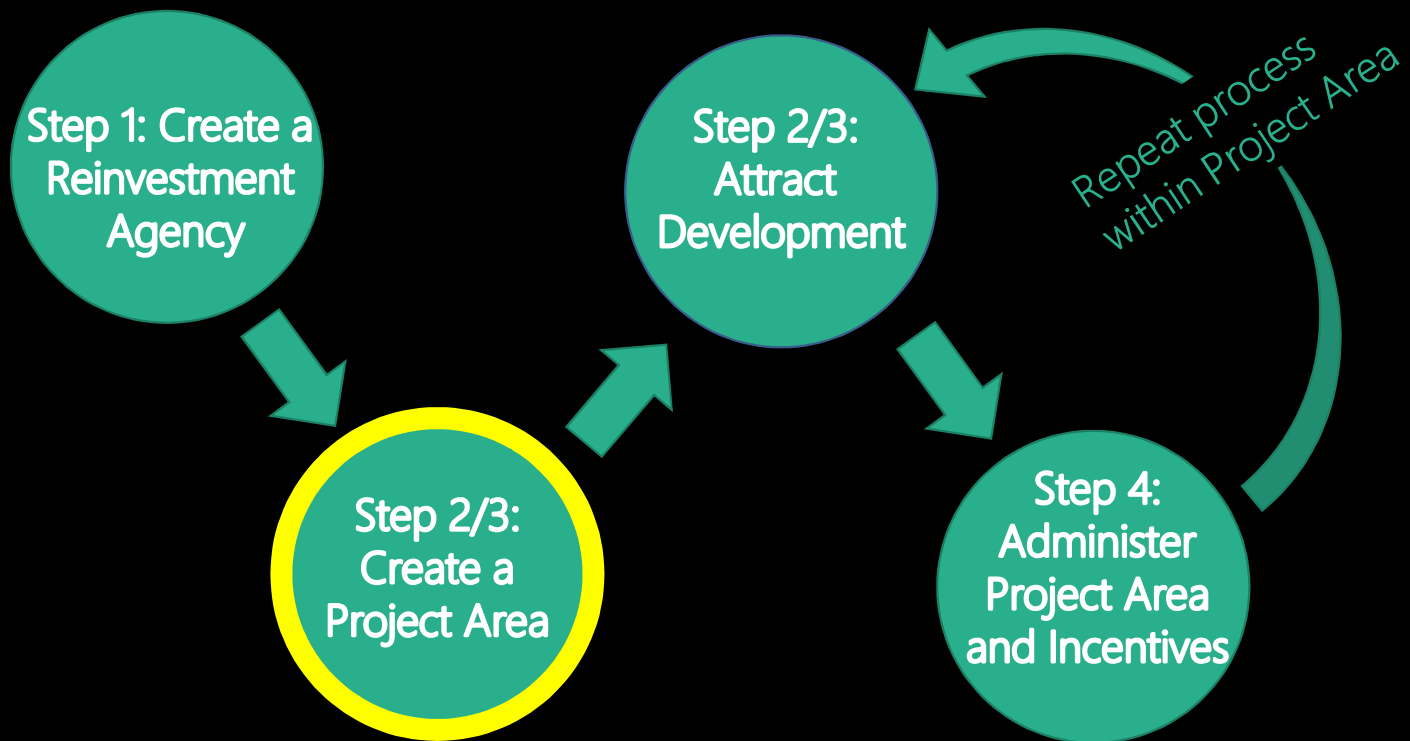 Step 1: Create a
Reinvestment
Agency
Step 2/3:
Create a
Project Area
Step 2/3:
Attract
Development
Step 4:
Administer
Project Area
and Incentives
Repeat process
within Project Area